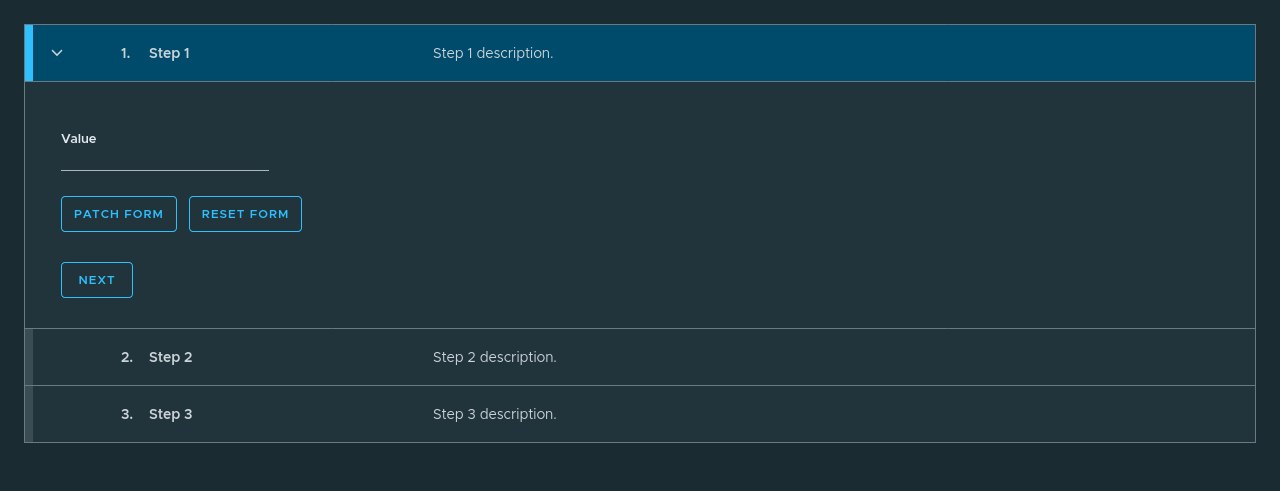 1. Step 1 Step 1 description.
Value
PATCH FORM RESET FORM
NEXT
2. Step 2 Step 2 description.
3. Step 3 Step 3 description.